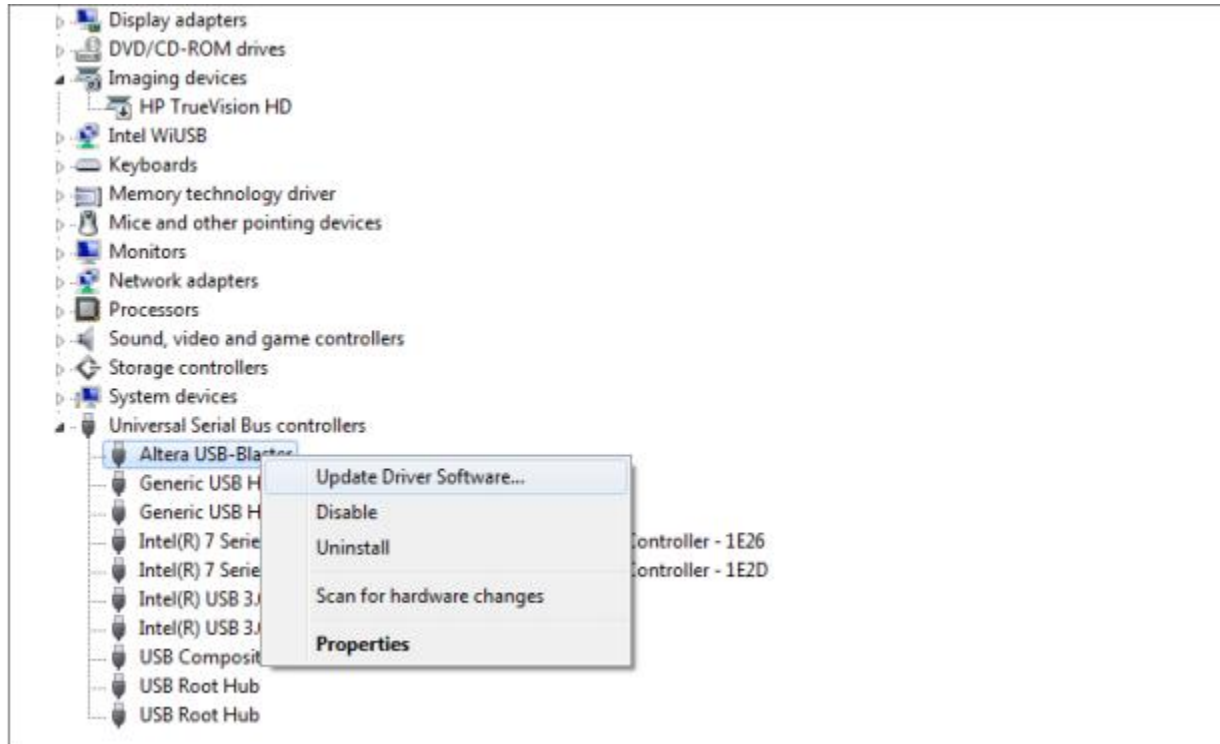 Display adapters
DVD/CD-ROM drives
Imaging devices
HP TrueVision HD
Intel WiUSB
Keyboards
Memory technology driver
Mice and other pointing devices
Monitors
Network adapters
Processors
Sound, video and game controllers
Storage controllers
System devices
Universal Serial Bus controllers
Altera USB-Blaster
Generic USB H
Generic USB H
Intel(R) 7 Serie Controller - 1E26
Intel(R) 7 Serie Controller - 1E2D
Intel(R) USB 3.
Intel(R) USB 3.
USB Composit
USB Root Hub
USB Root Hub
Update Driver Software...
Disable
Uninstall
Scan for hardware changes
Properties